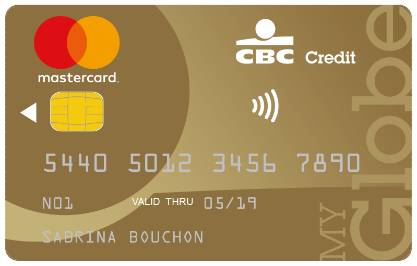 mastercard.
CBC Credit
5440 5012 3456 7890
N01 VALID THRU 05/19
SABRINA BOUCHON
MY Globe